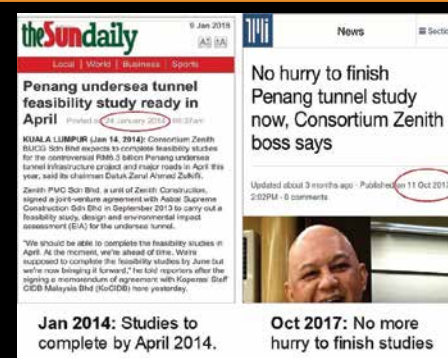 theSundaily
9 Jan 2018
Local | World | Business | Sports
Penang undersea tunnel
feasibility study ready in
April Posted on 24 January 2014
KUALA LUMPUR (Jan 14, 2014): Consortium Zenith
BUCG Sdn Bhd expects to complete feasibility studies
for the controversial RM6.3 billion Penang undersea
tunnel infrastructure project and major roads in April this
year, said its chairman Datuk Zarul Ahmad Zulkifli.
Zenith PMC Sdn Bhd, a unit of Zenith Construction,
signed a joint-venture agreement with Astral Supreme
Construction Sdn Bhd in September 2013 to carry out a
feasibility study, design and environmental impact
assessment (EIA) for the undersea tunnel.
"We should be able to complete the feasibility studies in
April. At the moment, we're ahead of time. We're
supposed to complete the feasibility studies by June but
we're now bringing it forward," he told reporters after the
signing a memorandum of agreement with Koperasi Staff
CIDB Malaysia Bhd (KoCIDB) here yesterday.
Jan 2014: Studies to
complete by April 2014.
News
No hurry to finish
Penang tunnel study
now, Consortium Zenith
boss says
Updated about 3 months ago · Published on 11 Oct 2017
2:02PM · 0 comments
Oct 2017: No more
hurry to finish studies